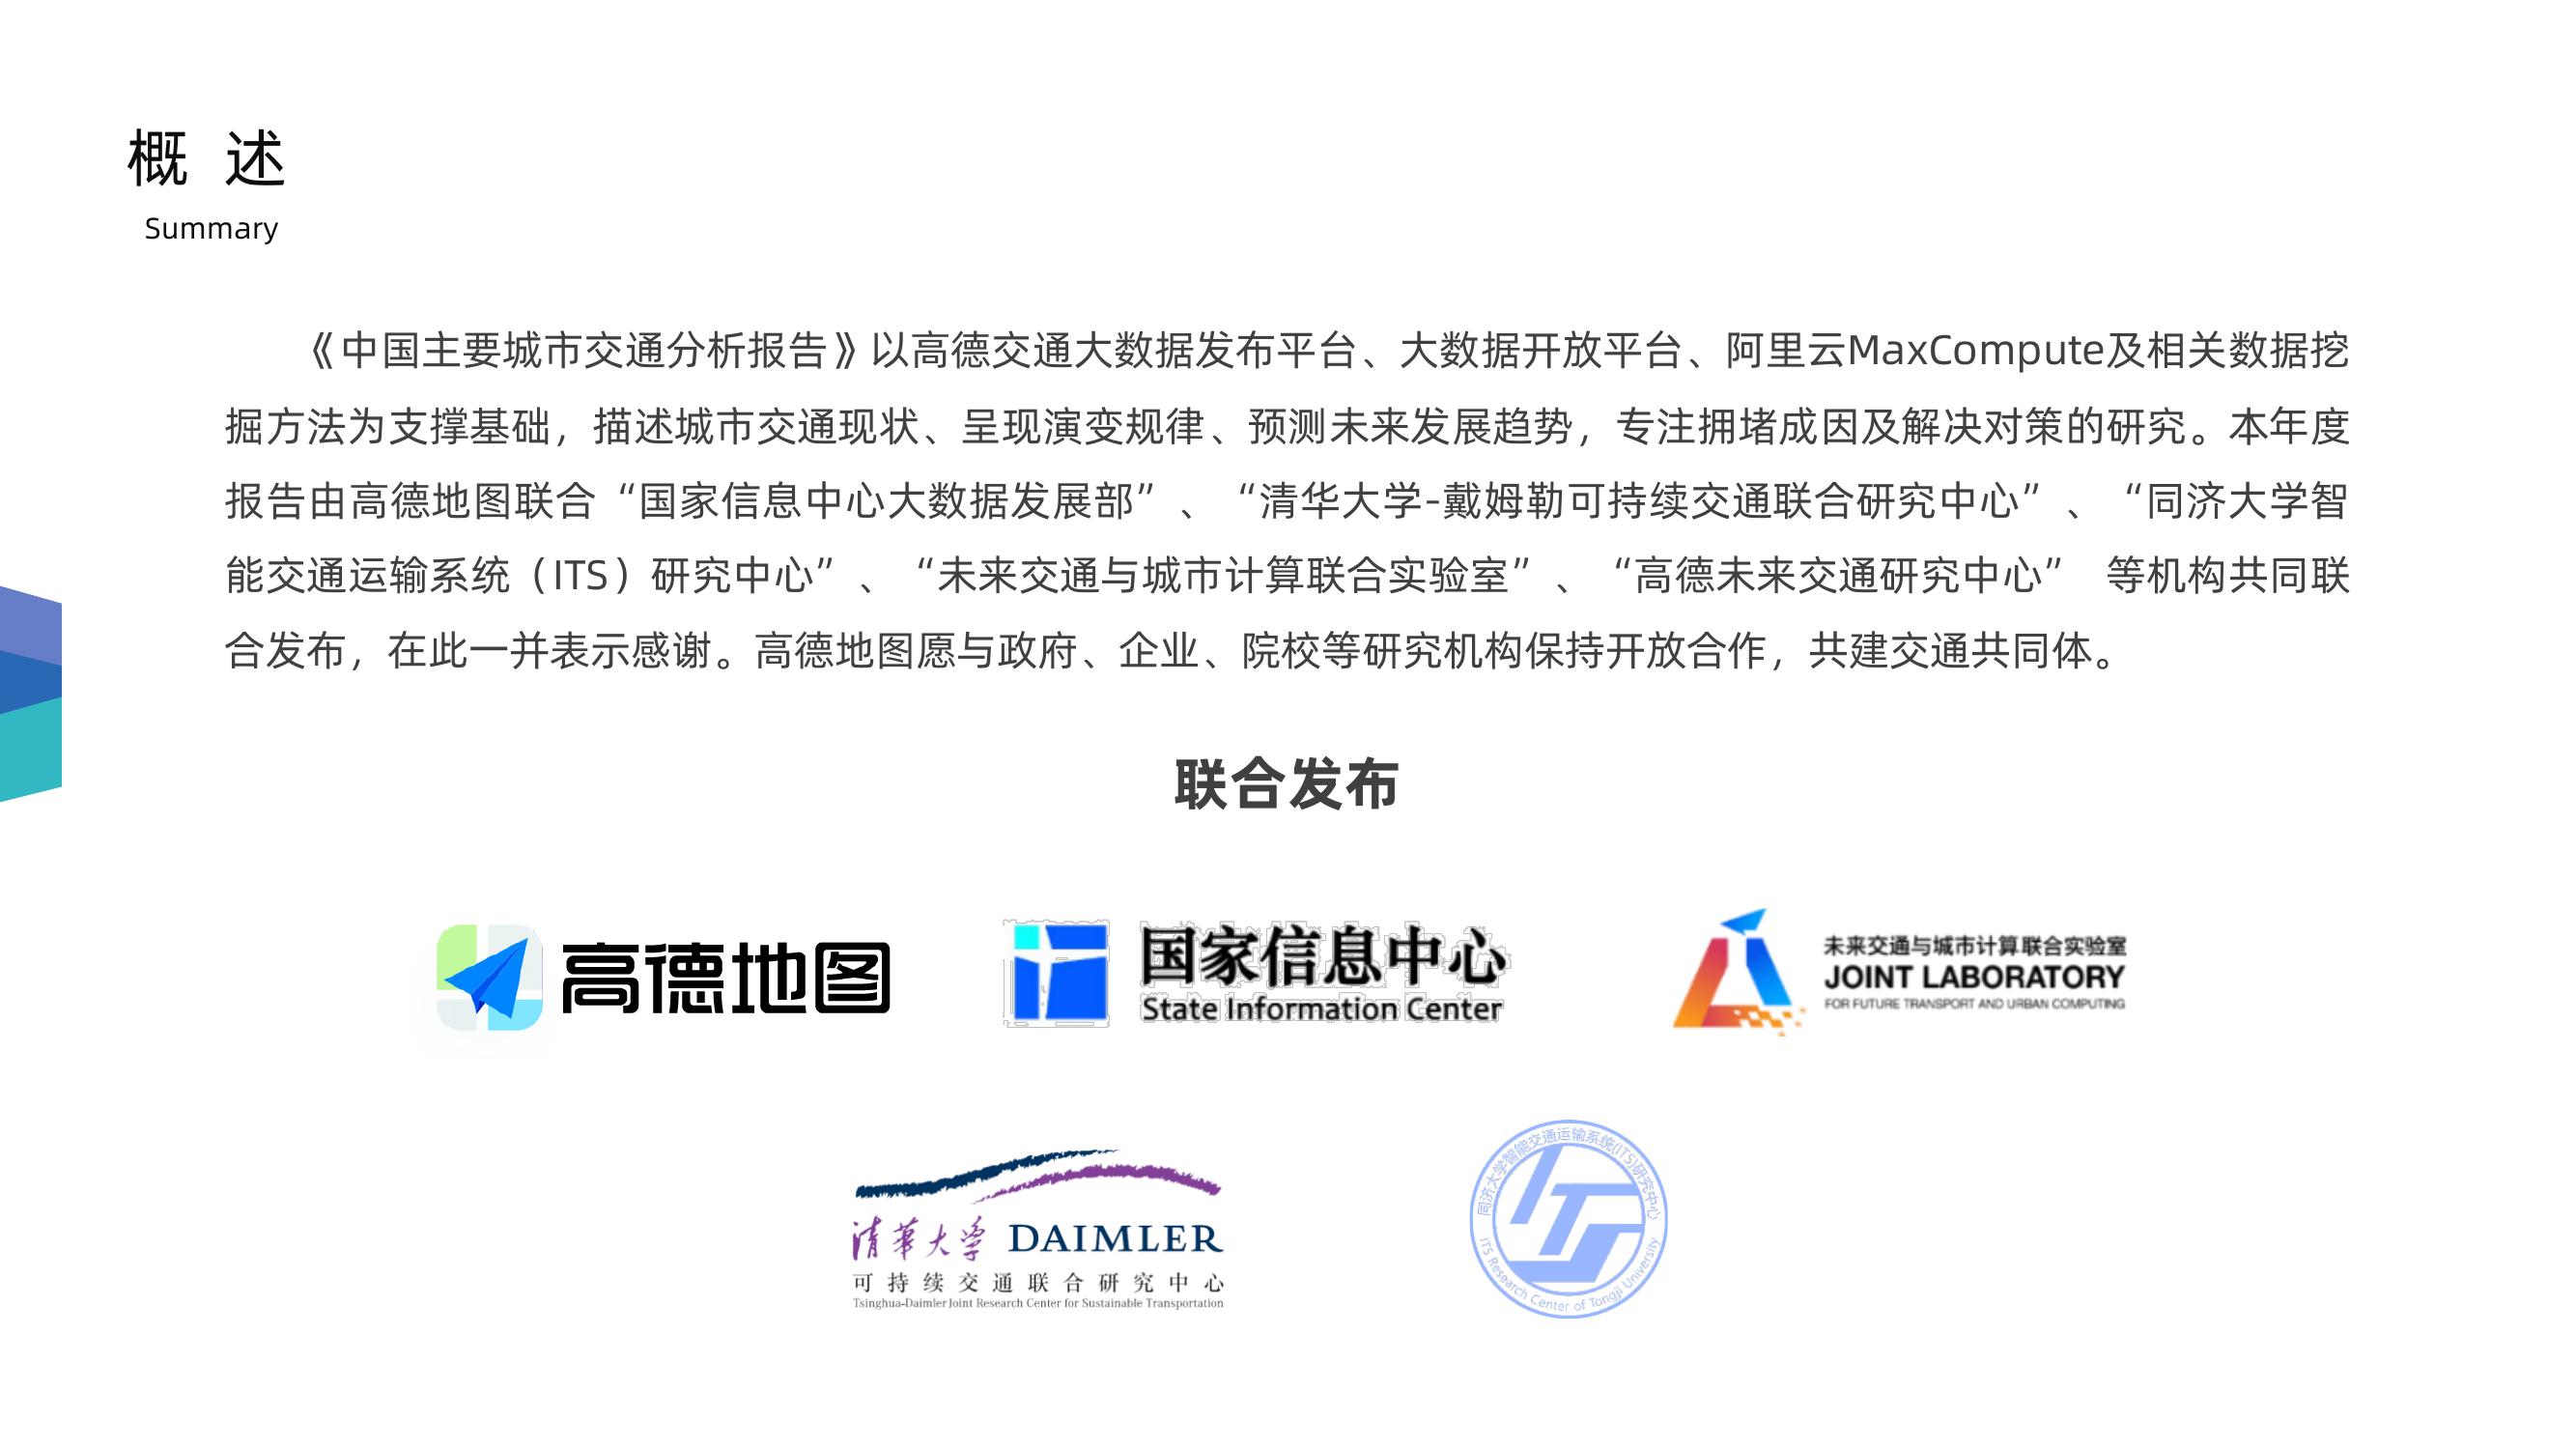 概 述
Summary
《中国主要城市交通分析报告》以高德交通大数据发布平台、大数据开放平台、阿里云MaxCompute及相关数据挖
掘方法为支撑基础，描述城市交通现状、呈现演变规律、预测未来发展趋势，专注拥堵成因及解决对策的研究。本年度
报告由高德地图联合“国家信息中心大数据发展部”、“清华大学-戴姆勒可持续交通联合研究中心”、“同济大学智
能交通运输系统（ITS）研究中心”、“未来交通与城市计算联合实验室”、“高德未来交通研究中心” 等机构共同联
合发布，在此一并表示感谢。高德地图愿与政府、企业、院校等研究机构保持开放合作，共建交通共同体。
联合发布
高德地图
国家信息中心
State Information Center
未来交通与城市计算联合实验室
JOINT LABORATORY
FOR FUTURE TRANSPORT AND URBAN COMPUTING
清華大学 DAIMLER
可持续交通联合研究中心
Tsinghua-Daimler Joint Research Center for Sustainable Transportation
同济大学智能交通运输系统(ITS)研究中心
ITS
ITS Research Center of Tongji University